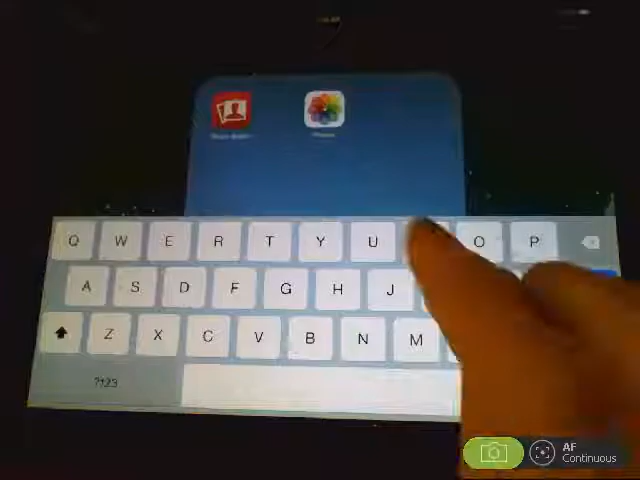 Q W E R T Y U O P
A S D F G H J
Z X C V B N M
?123
AF
Continuous